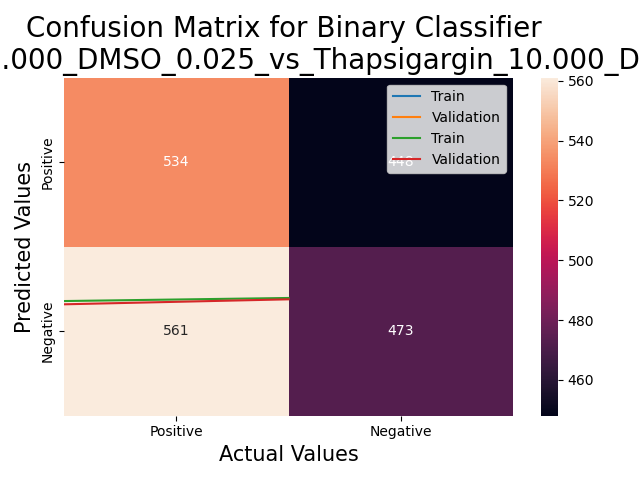 Confusion Matrix for Binary Classifier
.000_DMSO_0.025_vs_Thapsigargin_10.000_D
Train
Validation
Train
Validation
534
448
561
473
Positive
Negative
Predicted Values
Positive
Negative
Actual Values
560
540
520
500
480
460